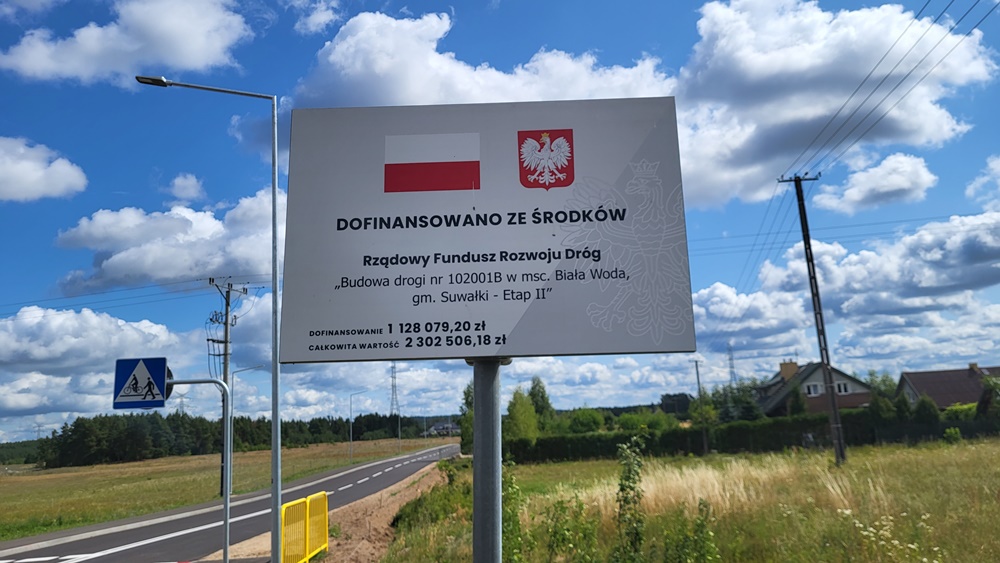 DOFINANSOWANO ZE ŚRODKÓW
Rządowy Fundusz Rozwoju Dróg
„Budowa drogi nr 102001B w msc. Biała Woda,
gm. Suwałki - Etap II”
DOFINANSOWANIE 1 128 079,20 zł
CAŁKOWITA WARTOŚĆ 2 302 506,18 zł